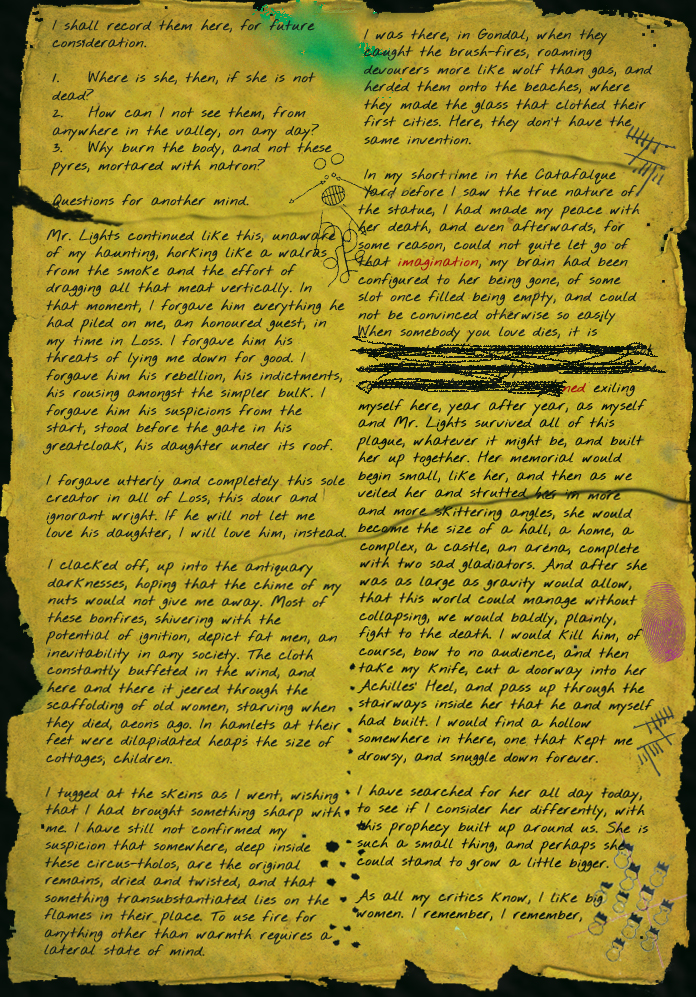 I shall record them here, for future
consideration.
1. Where is she, then, if she is not
dead?
2. How can I not see them, from
anywhere in the valley, on any day?
3. Why burn the body, and not these
pyres, mortared with natron?
Questions for another mind.
Mr. Lights continued like this, unaware
of my haunting, horking like a walrus
from the smoke and the effort of
dragging all that meat vertically. In
that moment, I forgave him everything he
had piled on me, an honoured guest, in
my time in Loss. I forgave him his
threats of lying me down for good. I
forgave him his rebellion, his indictments,
his rousing amongst the simpler bulk. I
forgave him his suspicions from the
start, stood before the gate in his
greatcloak, his daughter under its roof.
I forgave utterly and completely this sole
creator in all of Loss, this dour and
ignorant wright. If he will not let me
love his daughter, I will love him, instead.
I clacked off, up into the antiquary
darknesses, hoping that the chime of my
nuts would not give me away. Most of
these bonfires, shivering with the
potential of ignition, depict fat men, an
inevitability in any society. The cloth
constantly buffeted in the wind, and
here and there it jeered through the
scaffolding of old women, starving when
they died, aeons ago. In hamlets at their
feet were dilapidated heaps the size of
cottages, children.
I tugged at the skeins as I went, wishing
that I had brought something sharp with
me. I have still not confirmed my
suspicion that somewhere, deep inside
these circus-tholos, are the original
remains, dried and twisted, and that
something transubstantiated lies on the
flames in their place. To use fire for
anything other than warmth requires a
lateral state of mind.
I was there, in Gondal, when they
caught the brush-fires, roaming
devourers more like wolf than gas, and
herded them onto the beaches, where
they made the glass that clothed their
first cities. Here, they don't have the
same invention.
In my short time in the Catafalque
Yard before I saw the true nature of
the statue, I had made my peace with
her death, and even afterwards, for
some reason, could not quite let go of
that imagination, my brain had been
configured to her being gone, of some
slot once filled being empty, and could
not be convinced otherwise so easily
When somebody you love dies, it is
ned exiling
myself here, year after year, as myself
and Mr. Lights survived all of this
plague, whatever it might be, and built
her up together. Her memorial would
begin small, like her, and then as we
veiled her and strutted her in more
and more skittering angles, she would
become the size of a hall, a home, a
complex, a castle, an arena, complete
with two sad gladiators. And after she
was as large as gravity would allow,
that this world could manage without
collapsing, we would baldly, plainly,
fight to the death. I would kill him, of
course, bow to no audience, and then
take my knife, cut a doorway into her
Achilles' Heel, and pass up through the
stairways inside her that he and myself
had built. I would find a hollow
somewhere in there, one that kept me
drowsy, and snuggle down forever.
I have searched for her all day today,
to see if I consider her differently, with
this prophecy built up around us. She is
such a small thing, and perhaps she
could stand to grow a little bigger.
As all my critics know, I like big
women. I remember, I remember,